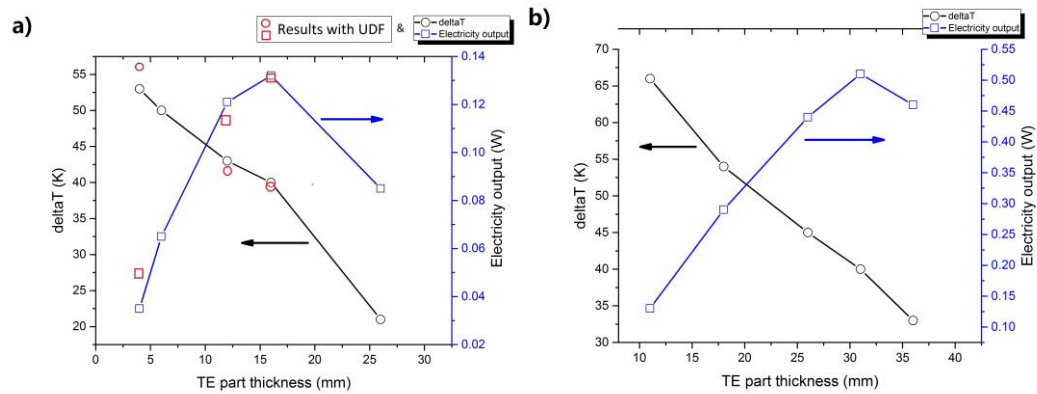 a)
Results with UDF &
deltaT
Electricity output
55
50
45
40
35
30
25
20
deltaT (K)
0 5 10 15 20 25 30
TE part thickness (mm)
0.14
0.12
0.10
0.08
0.06
0.04
0.02
Electricity output (W)
b)
deltaT
Electricity output
70
65
60
55
50
45
40
35
30
deltaT (K)
10 15 20 25 30 35 40
TE part thickness (mm)
0.55
0.50
0.45
0.40
0.35
0.30
0.25
0.20
0.15
0.10
Electricity output (W)